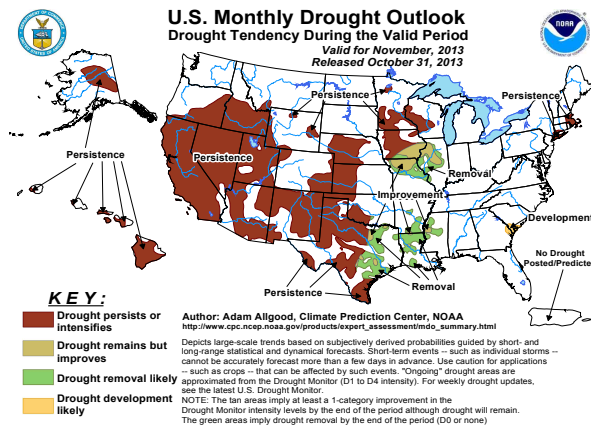 U.S. Monthly Drought Outlook
Drought Tendency During the Valid Period
Valid for November, 2013
Released October 31, 2013
NOAA
Persistence
Persistence
Persistence
Persistence
Removal
Improvement
Development
No Drought
Posted/Predicte
Removal
Persistence
KEY:
Drought persists or
intensifies
Drought remains but
improves
Drought removal likely
Drought development
likely
Author: Adam Allgood, Climate Prediction Center, NOAA
http://www.cpc.ncep.noaa.gov/products/expert_assessment/mdo_summary.html
Depicts large-scale trends based on subjectively derived probabilities guided by short- and
long-range statistical and dynamical forecasts. Short-term events -- such as individual storms --
cannot be accurately forecast more than a few days in advance. Use caution for applications
-- such as crops -- that can be affected by such events. "Ongoing" drought areas are
approximated from the Drought Monitor (D1 to D4 intensity). For weekly drought updates,
see the latest U.S. Drought Monitor.
NOTE: The tan areas imply at least a 1-category improvement in the
Drought Monitor intensity levels by the end of the period although drought will remain.
The green areas imply drought removal by the end of the period (D0 or none)